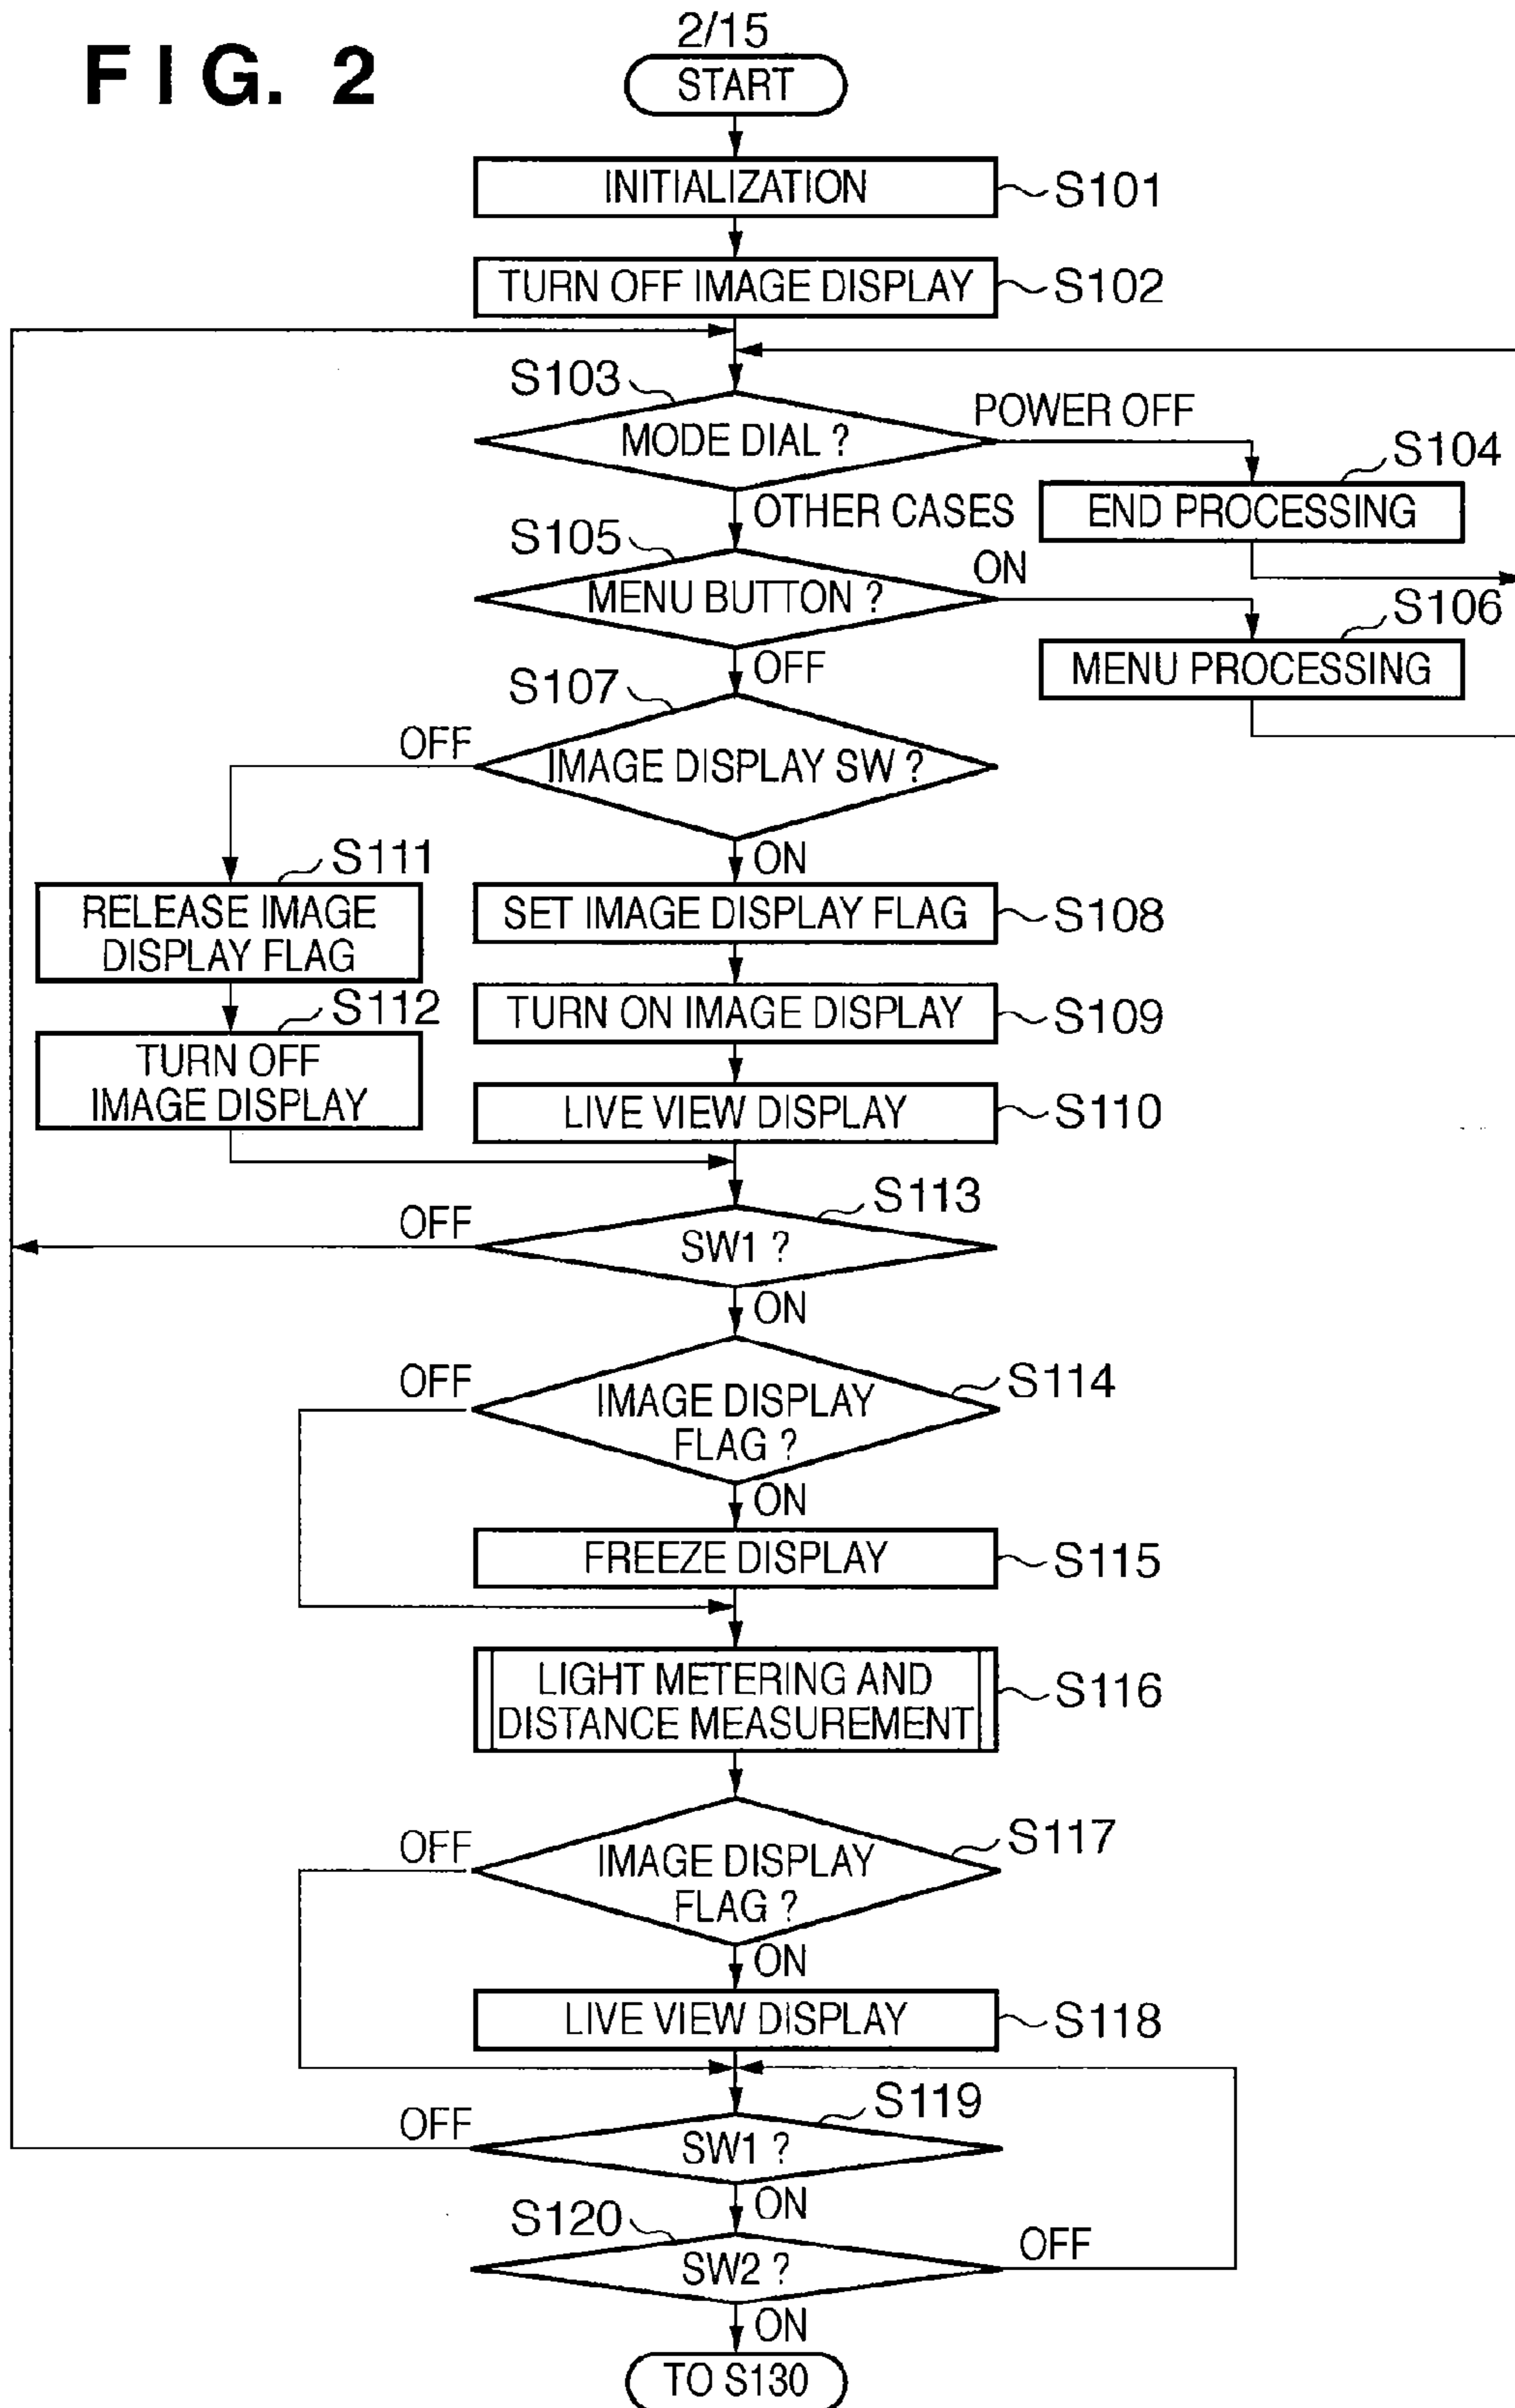 2/15
FIG. 2
START
INITIALIZATION
S101
TURN OFF IMAGE DISPLAY
S102
S103
MODE DIAL ?
POWER OFF
S104
END PROCESSING
OTHER CASES
S105
MENU BUTTON ?
ON
S106
MENU PROCESSING
OFF
S107
IMAGE DISPLAY SW ?
OFF
ON
S111
RELEASE IMAGE
DISPLAY FLAG
SET IMAGE DISPLAY FLAG
S108
S112
TURN OFF
IMAGE DISPLAY
TURN ON IMAGE DISPLAY
S109
LIVE VIEW DISPLAY
S110
S113
OFF
SW1 ?
ON
S114
OFF
IMAGE DISPLAY
FLAG ?
ON
FREEZE DISPLAY
S115
LIGHT METERING AND
DISTANCE MEASUREMENT
S116
S117
OFF
IMAGE DISPLAY
FLAG ?
ON
LIVE VIEW DISPLAY
S118
S119
OFF
SW1 ?
ON
S120
SW2 ?
OFF
ON
TO S130